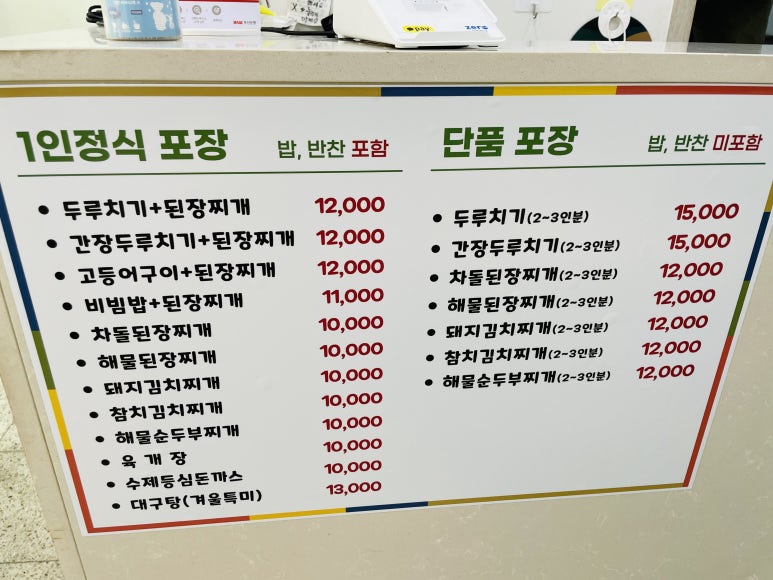 pay
zero
1인정식 포장 밥, 반찬 포함
두루치기+된장찌개 12,000
간장두루치기+된장찌개 12,000
고등어구이+된장찌개 12,000
비빔밥+된장찌개 11,000
차돌된장찌개 10,000
해물된장찌개 10,000
돼지김치찌개 10,000
참치김치찌개 10,000
해물순두부찌개 10,000
육개장 10,000
수제등심돈까스 10,000
대구탕(겨울특미) 13,000
단품 포장 밥, 반찬 미포함
두루치기(2~3인분) 15,000
간장두루치기(2~3인분) 15,000
차돌된장찌개(2~3인분) 12,000
해물된장찌개(2~3인분) 12,000
돼지김치찌개(2~3인분) 12,000
참치김치찌개(2~3인분) 12,000
해물순두부찌개(2~3인분) 12,000